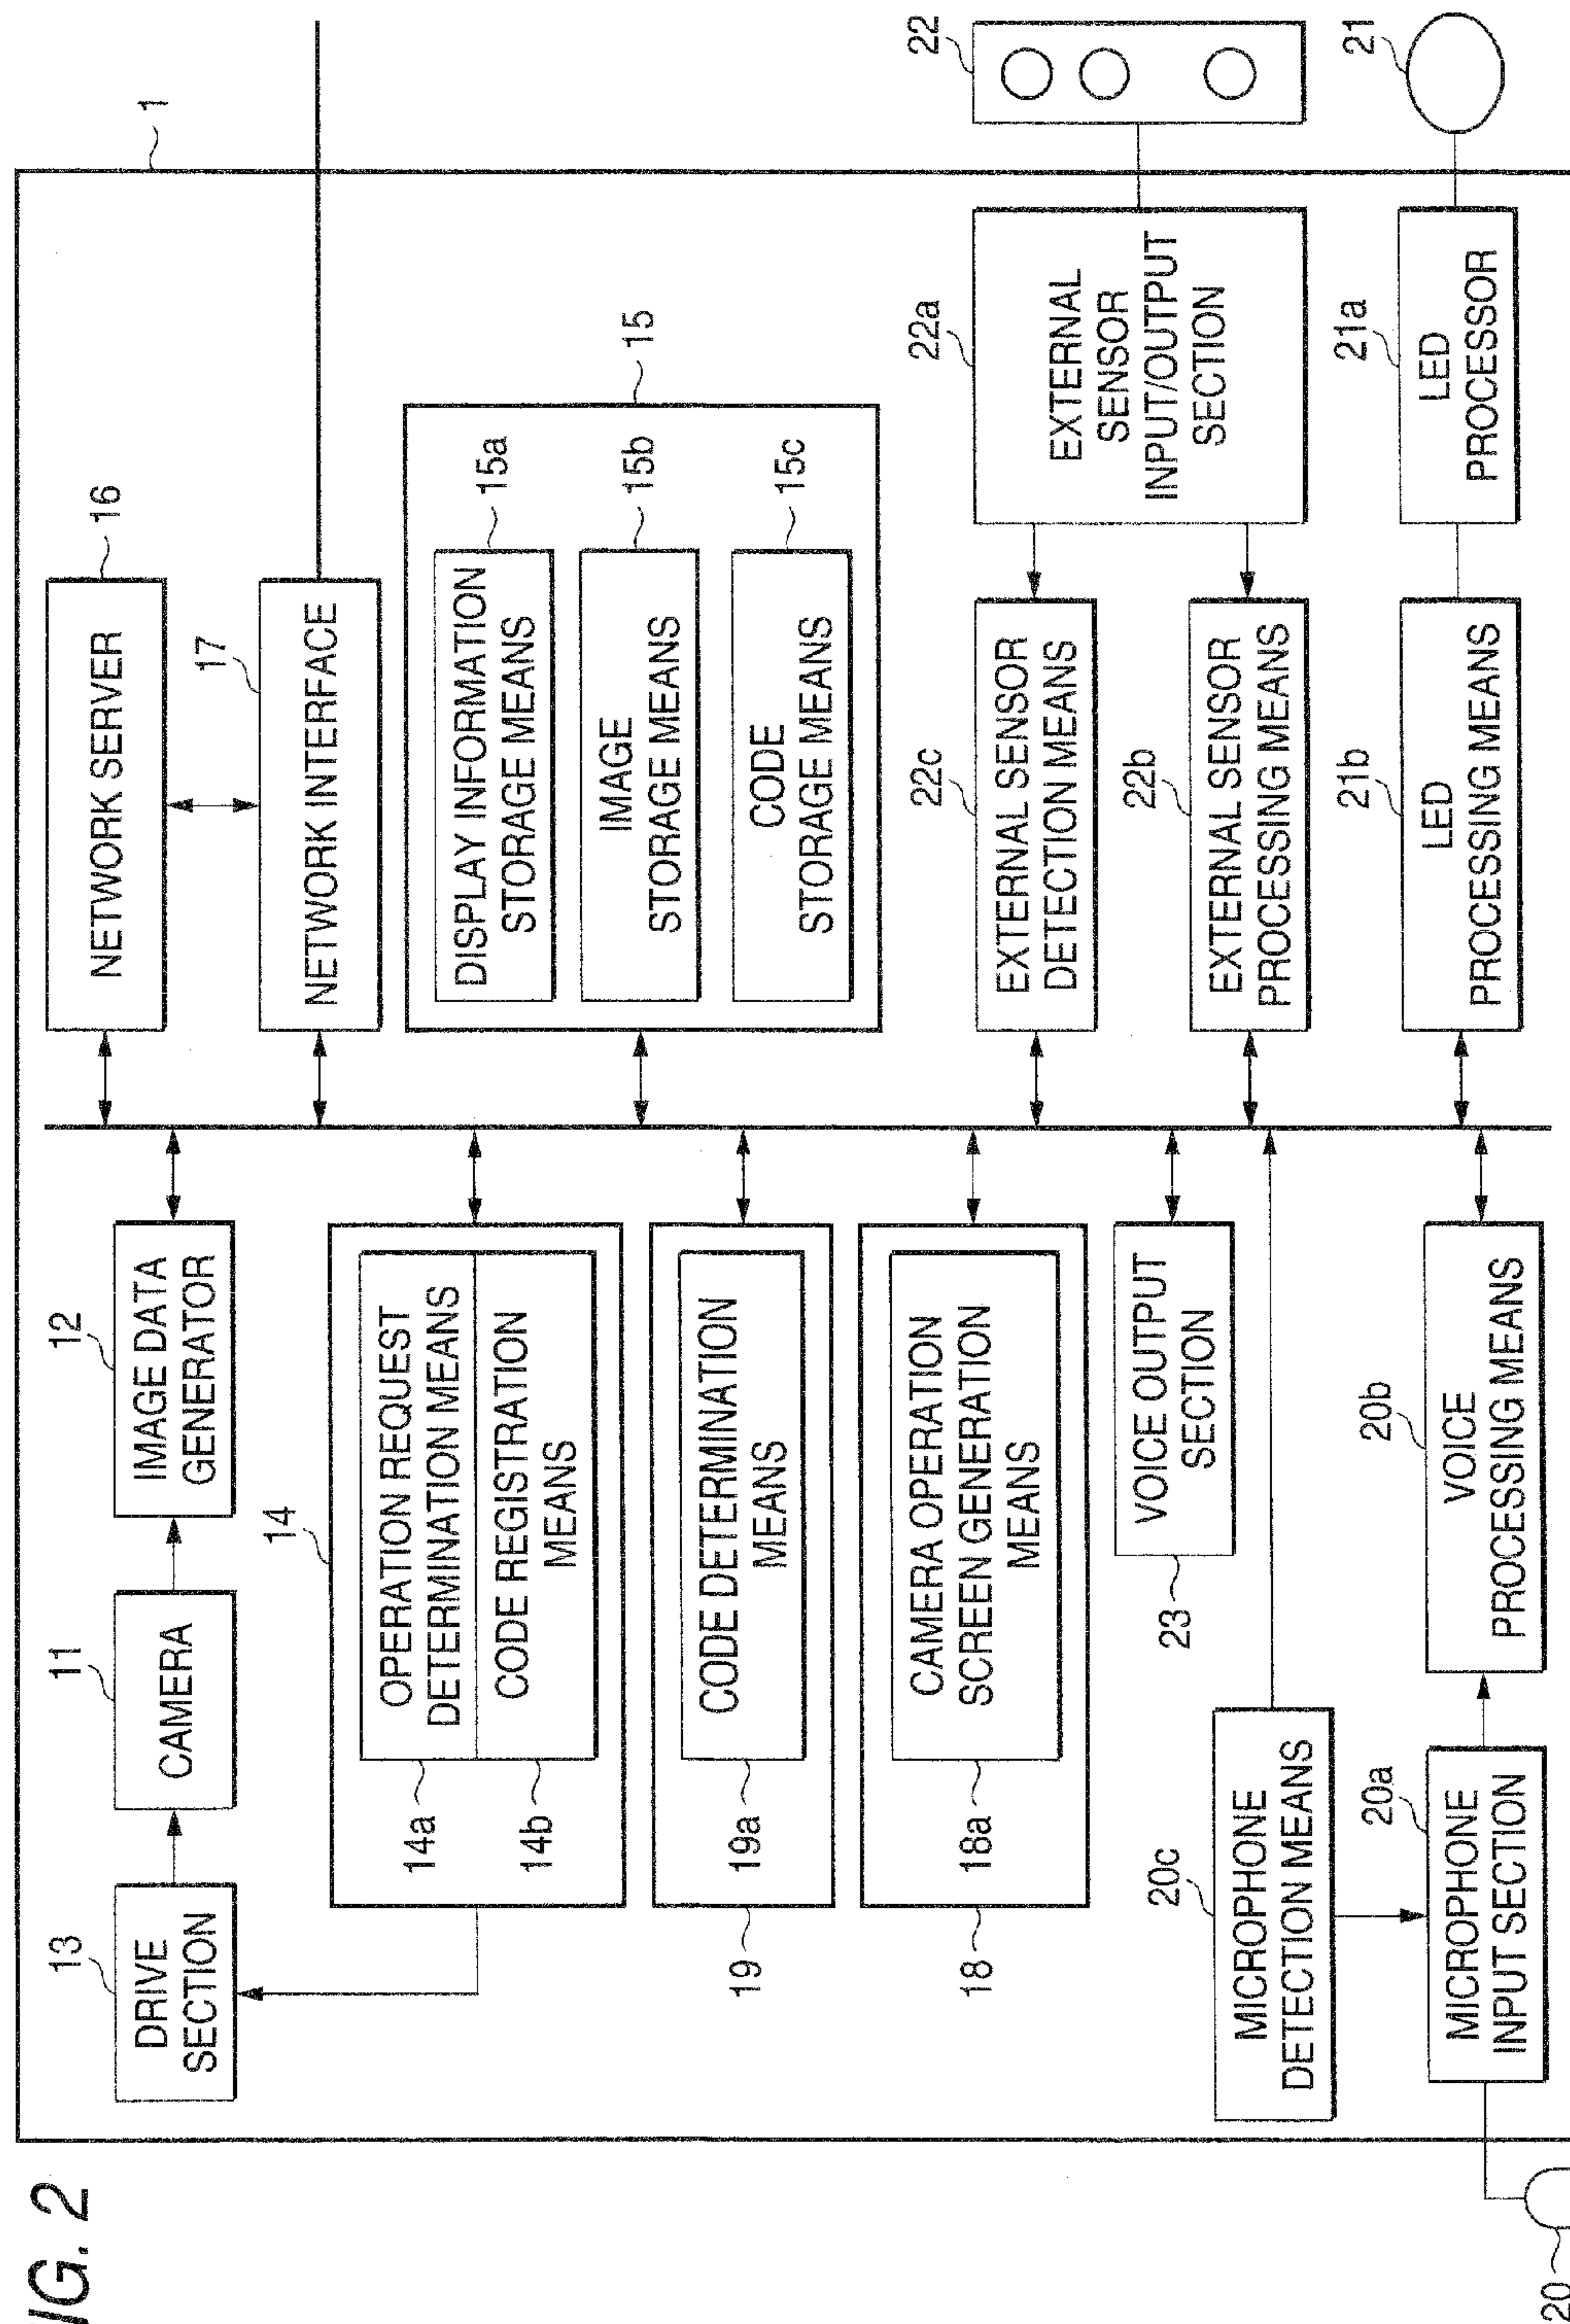 IG. 2
1
13
DRIVE
SECTION
11
CAMERA
12
IMAGE DATA
GENERATOR
16
NETWORK SERVER
17
NETWORK INTERFACE
14
14a
OPERATION REQUEST
DETERMINATION MEANS
14b
CODE REGISTRATION
MEANS
15
15a
DISPLAY INFORMATION
STORAGE MEANS
15b
IMAGE
STORAGE MEANS
15c
CODE
STORAGE MEANS
19
19a
CODE DETERMINATION
MEANS
18
18a
CAMERA OPERATION
SCREEN GENERATION
MEANS
22
22a
EXTERNAL
SENSOR
INPUT/OUTPUT
SECTION
22c
EXTERNAL SENSOR
DETECTION MEANS
22b
EXTERNAL SENSOR
PROCESSING MEANS
23
VOICE OUTPUT
SECTION
20c
MICROPHONE
DETECTION MEANS
20a
MICROPHONE
INPUT SECTION
20b
VOICE
PROCESSING MEANS
21b
LED
PROCESSING MEANS
21a
LED
PROCESSOR
21
20